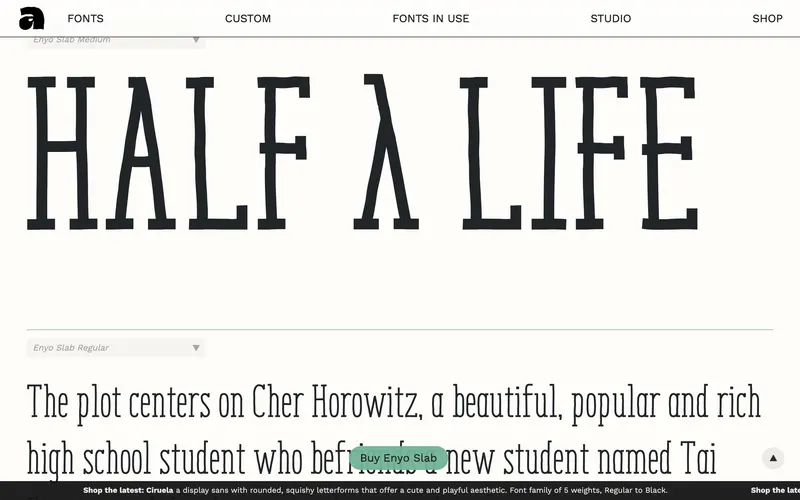 a
FONTS CUSTOM FONTS IN USE STUDIO SHOP
Enyo Slab Medium
HALF λ LIFE
Enyo Slab Regular
The plot centers on Cher Horowitz, a beautiful, popular and rich
high school student who befriends a new student named Tai
Buy Enyo Slab
Shop the latest: Ciruela a display sans with rounded, squishy letterforms that offer a cute and playful aesthetic. Font family of 5 weights, Regular to Black. Shop the late